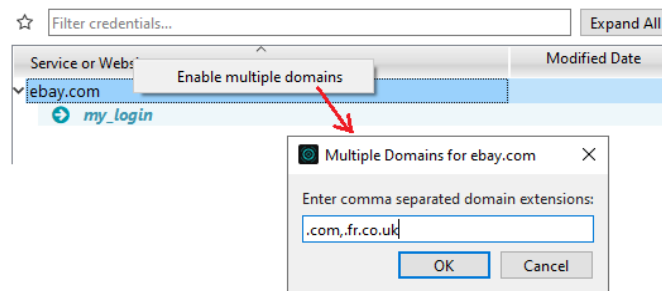 Filter credentials...
Expand All
Service or Webs
Modified Date
Enable multiple domains
ebay.com
my_login
Multiple Domains for ebay.com
Enter comma separated domain extensions:
.com,.fr.co.uk
OK
Cancel